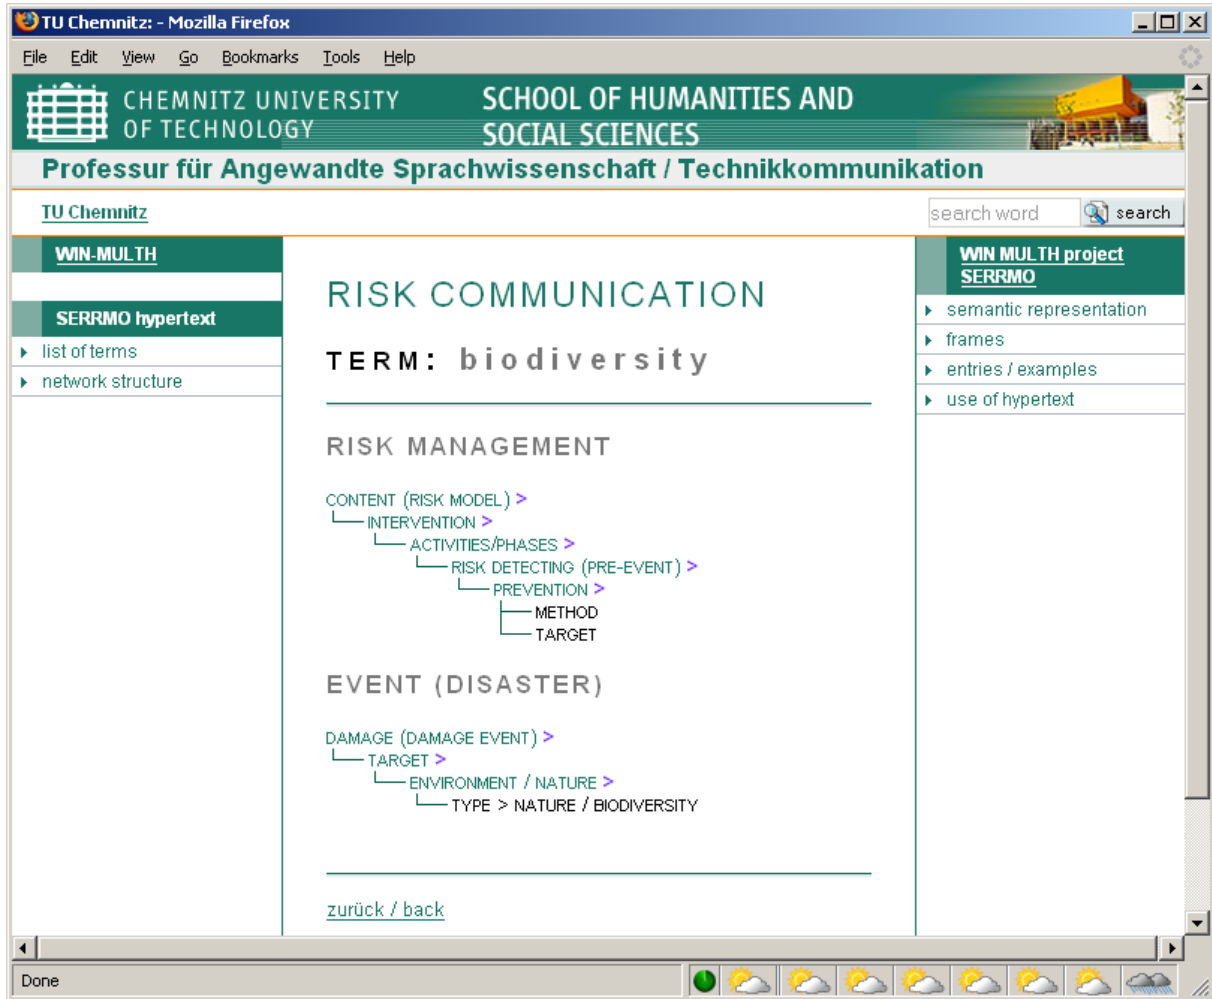 TU Chemnitz: - Mozilla Firefox
File Edit View Go Bookmarks Tools Help
CHEMNITZ UNIVERSITY
OF TECHNOLOGY
SCHOOL OF HUMANITIES AND
SOCIAL SCIENCES
Professur für Angewandte Sprachwissenschaft / Technikkommunikation
TU Chemnitz
search word search
WIN-MULTH
SERRMO hypertext
list of terms
network structure
RISK COMMUNICATION
TERM: biodiversity
RISK MANAGEMENT
CONTENT (RISK MODEL) >
INTERVENTION >
ACTIVITIES/PHASES >
RISK DETECTING (PRE-EVENT) >
PREVENTION >
METHOD
TARGET
EVENT (DISASTER)
DAMAGE (DAMAGE EVENT) >
TARGET >
ENVIRONMENT / NATURE >
TYPE > NATURE / BIODIVERSITY
zurück / back
WIN MULTH project
SERRMO
semantic representation
frames
entries / examples
use of hypertext
Done